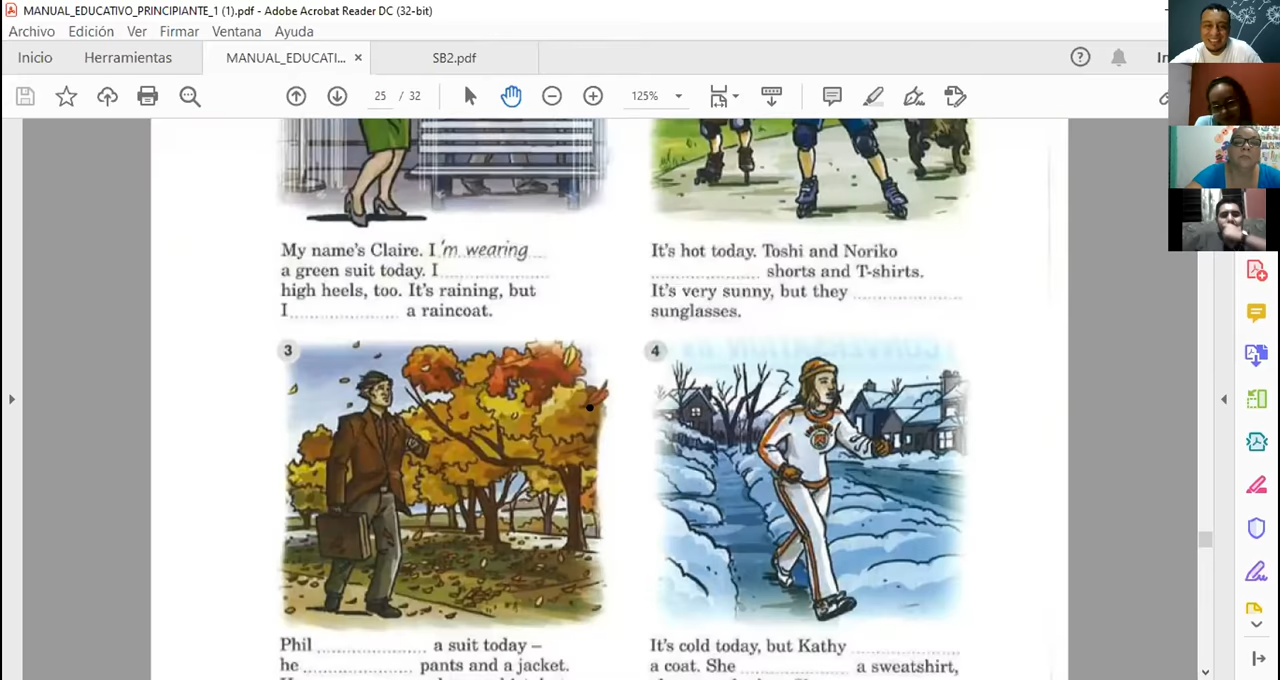 MANUAL_EDUCATIVO_PRINCIPIANTE_1 (1).pdf - Adobe Acrobat Reader DC (32-bit)
Archivo Edición Ver Firmar Ventana Ayuda
Inicio Herramientas MANUAL_EDUCATI... × SB2.pdf
25 / 32 125%
My name's Claire. I 'm wearing
a green suit today. I
high heels, too. It's raining, but
I a raincoat.
It's hot today. Toshi and Noriko
shorts and T-shirts.
It's very sunny, but they
sunglasses.
3
4
Phil a suit today –
he pants and a jacket.
It's cold today, but Kathy
a coat. She a sweatshirt,